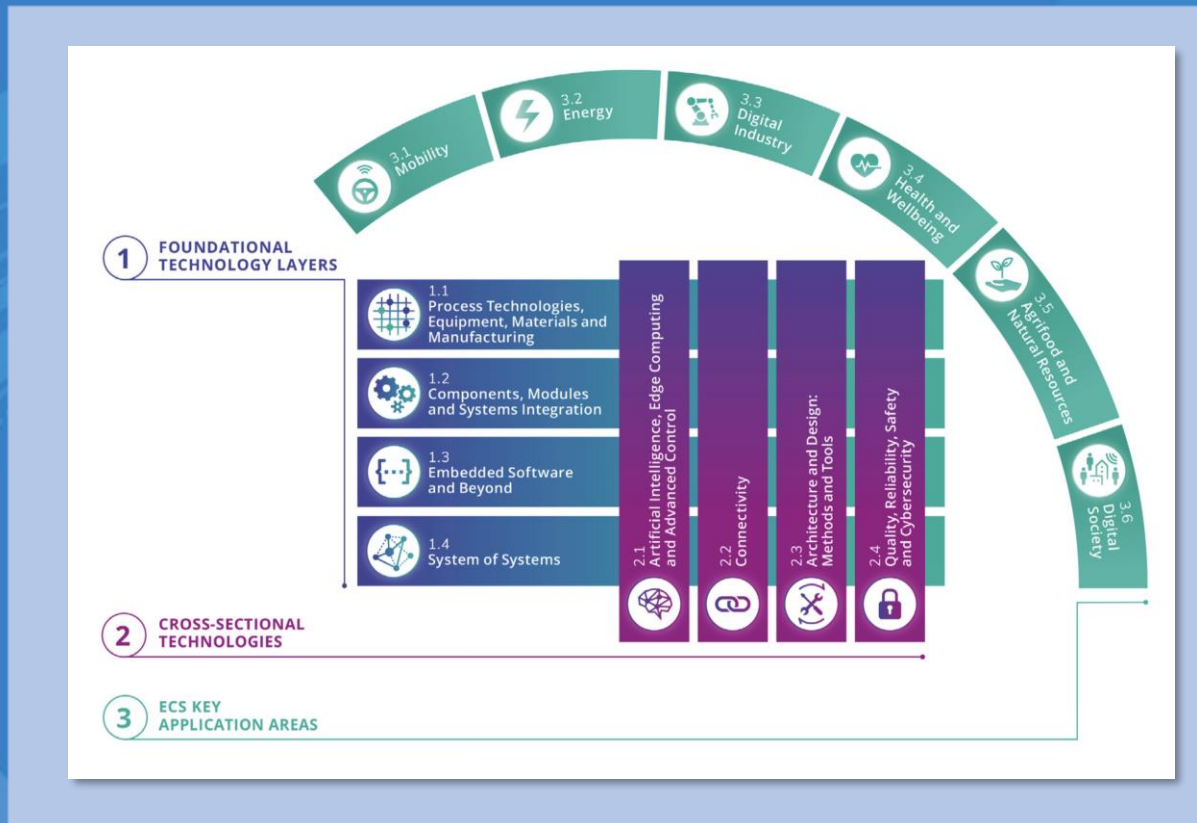 3.1
Mobility
3.2
Energy
3.3
Digital
Industry
3.4
Health and
Wellbeing
3.5
Agrifood and
Natural Resources
3.6
Digital
Society
1
FOUNDATIONAL
TECHNOLOGY LAYERS
1.1
Process Technologies,
Equipment, Materials and
Manufacturing
1.2
Components, Modules
and Systems Integration
1.3
Embedded Software
and Beyond
1.4
System of Systems
2.1
Artificial Intelligence, Edge Computing
and Advanced Control
2.2
Connectivity
2.3
Architecture and Design:
Methods and Tools
2.4
Quality, Reliability, Safety
and Cybersecurity
2
CROSS-SECTIONAL
TECHNOLOGIES
3
ECS KEY
APPLICATION AREAS